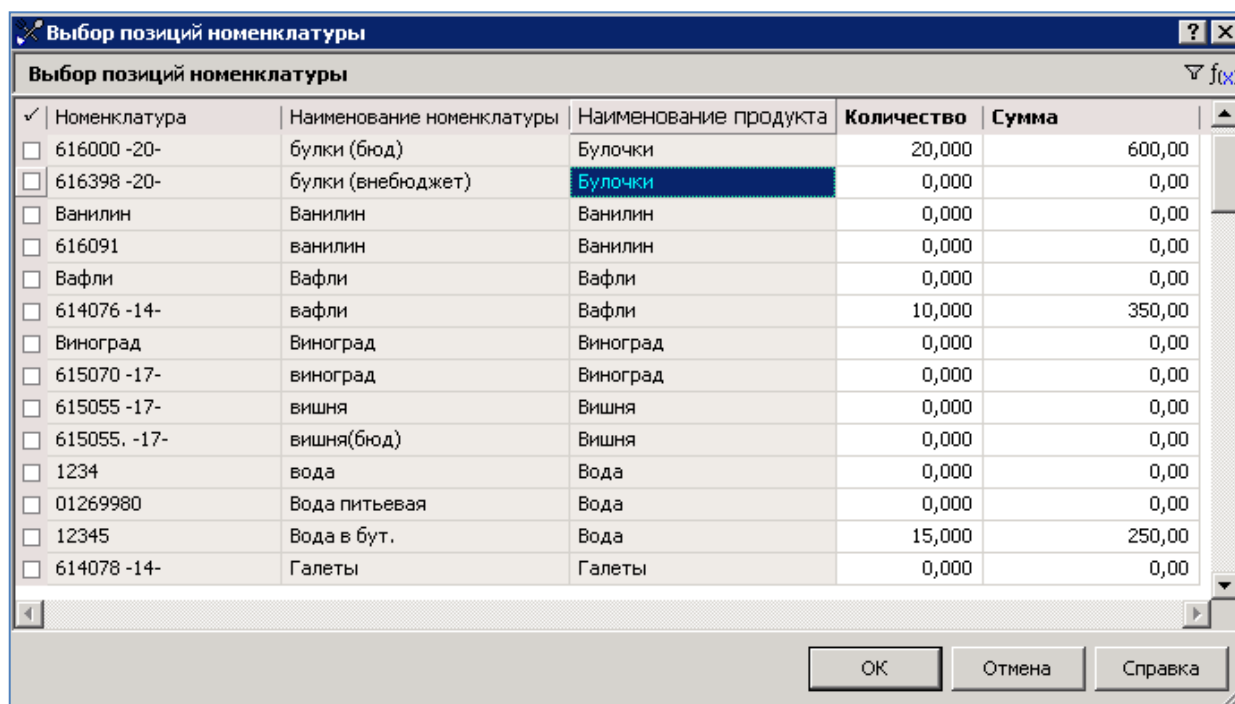 Выбор позиций номенклатуры
Выбор позиций номенклатуры
Номенклатура Наименование номенклатуры Наименование продукта Количество Сумма
616000 -20- булки (бюд) Булочки 20,000 600,00
616398 -20- булки (внебюджет) Булочки 0,000 0,00
Ванилин Ванилин Ванилин 0,000 0,00
616091 ванилин Ванилин 0,000 0,00
Вафли Вафли Вафли 0,000 0,00
614076 -14- вафли Вафли 10,000 350,00
Виноград Виноград Виноград 0,000 0,00
615070 -17- виноград Виноград 0,000 0,00
615055 -17- вишня Вишня 0,000 0,00
615055. -17- вишня(бюд) Вишня 0,000 0,00
1234 вода Вода 0,000 0,00
01269980 Вода питьевая Вода 0,000 0,00
12345 Вода в бут. Вода 15,000 250,00
614078 -14- Галеты Галеты 0,000 0,00
ОК Отмена Справка